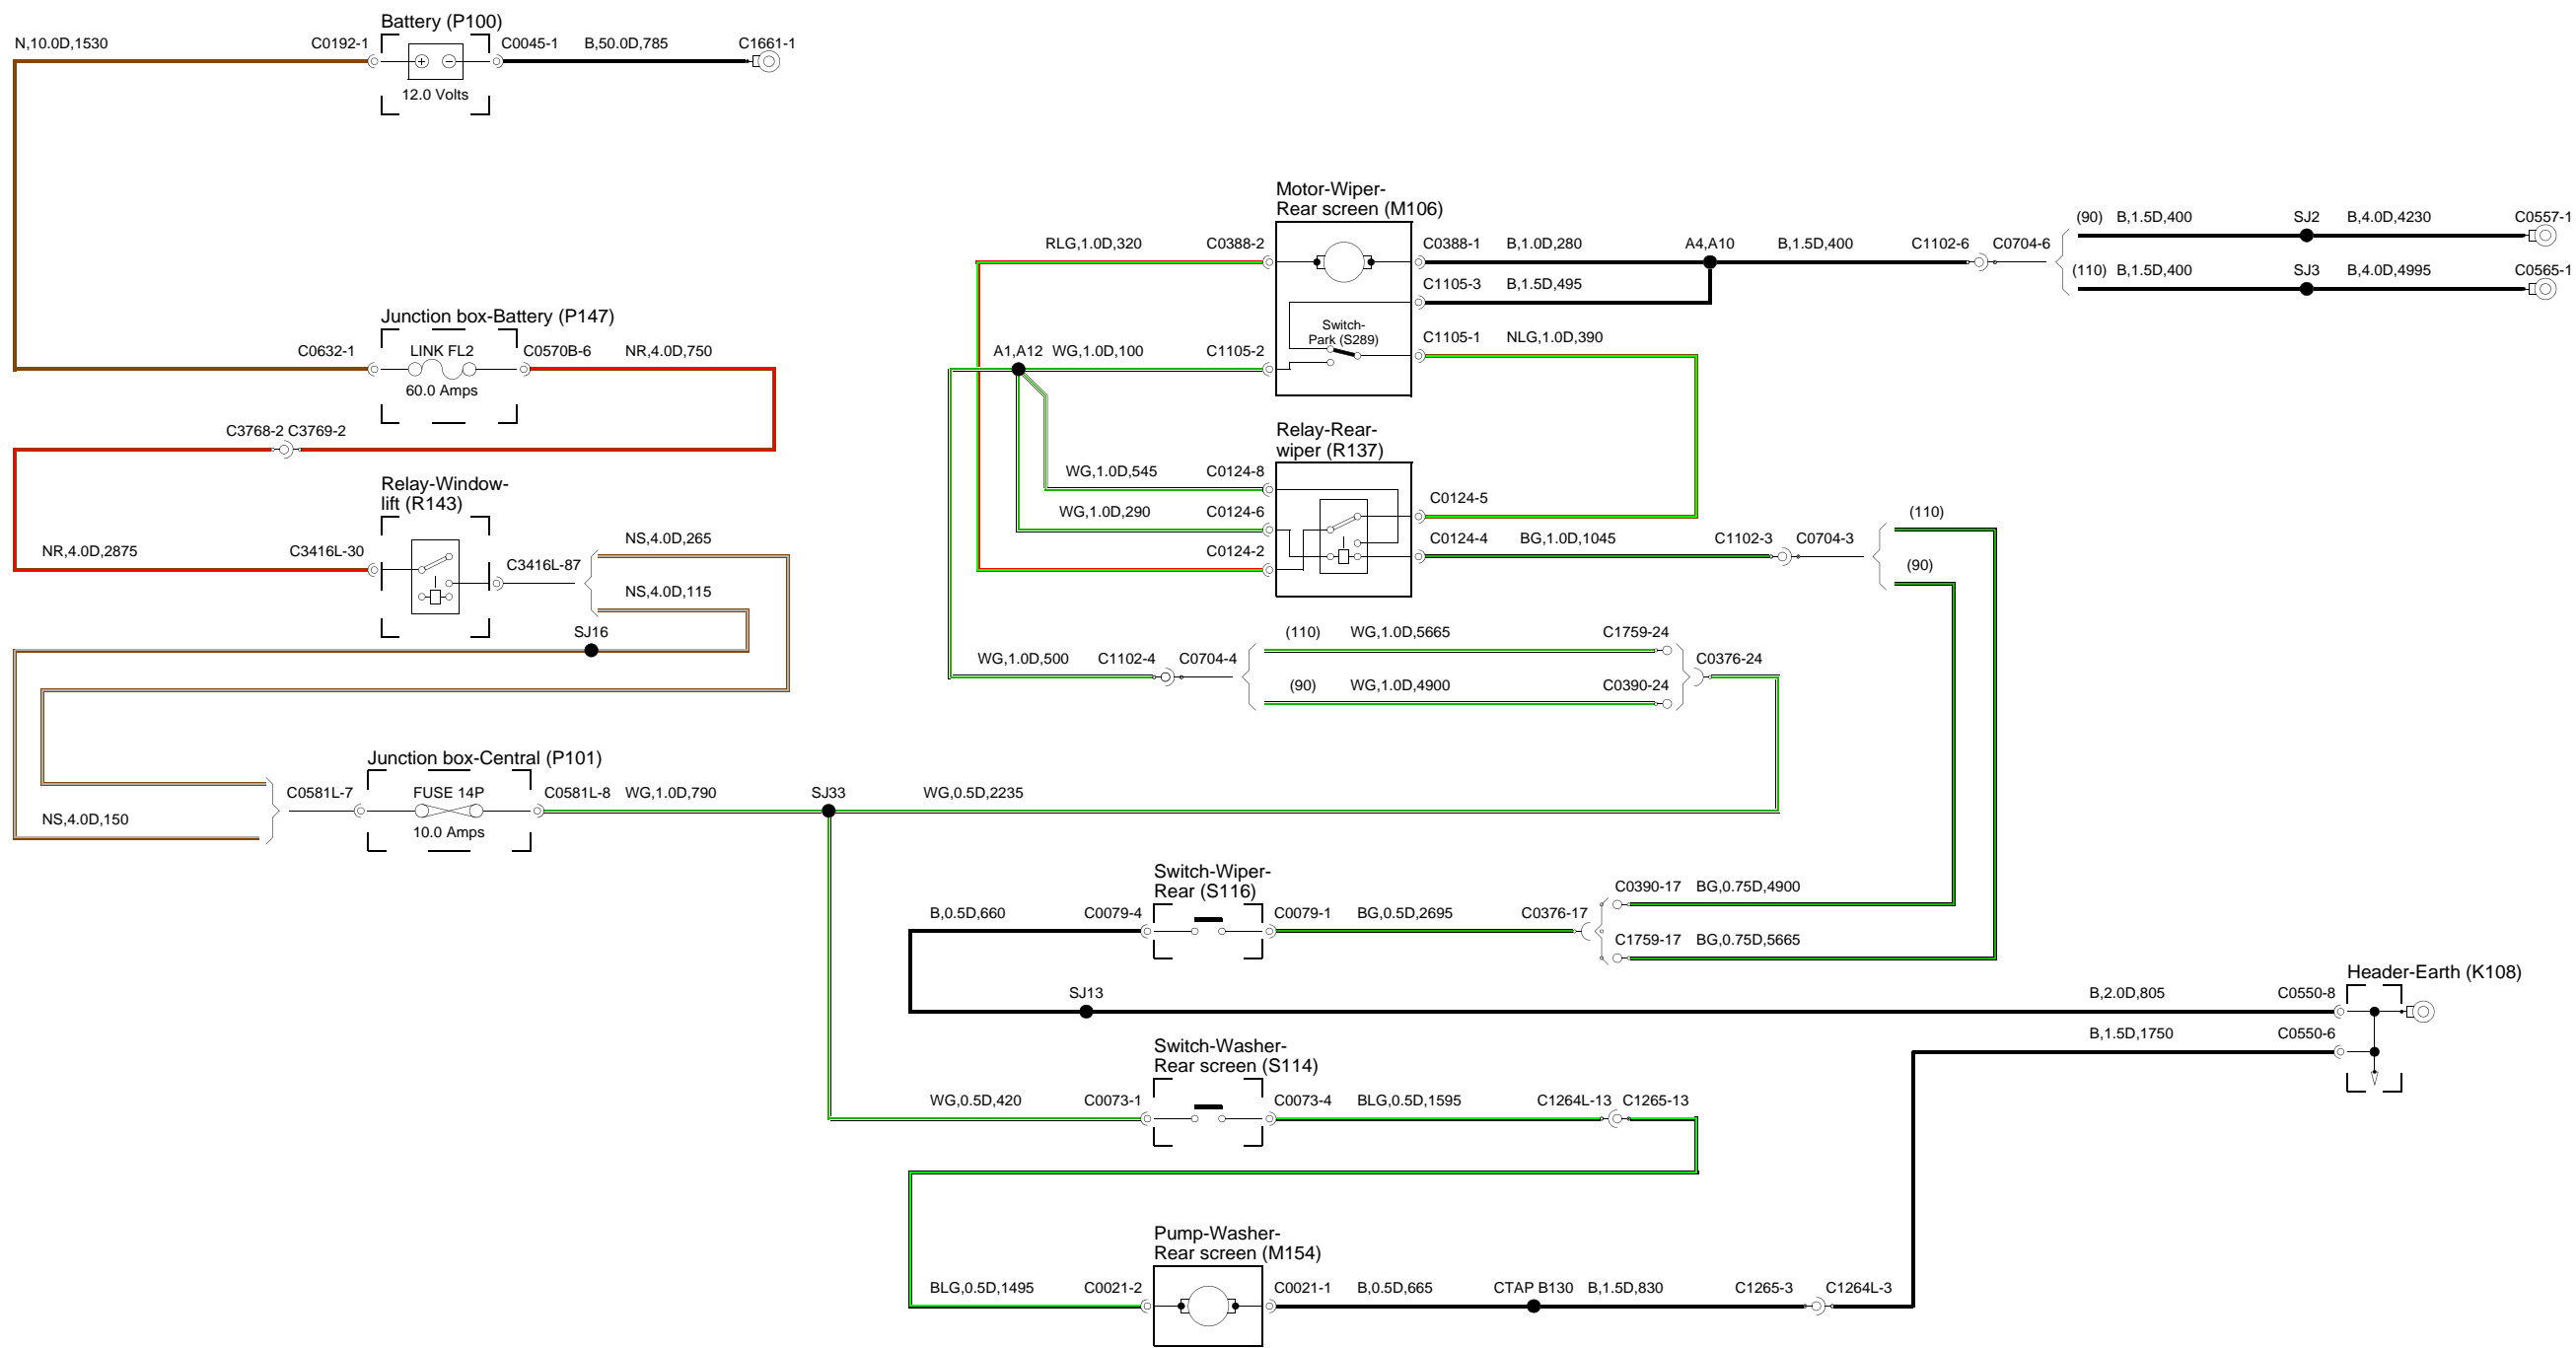 Battery (P100)
N,10.0D,1530
C0192-1
C0045-1
B,50.0D,785
C1661-1
12.0 Volts
Motor-Wiper-
Rear screen (M106)
RLG,1.0D,320
C0388-2
C0388-1
B,1.0D,280
A4,A10
B,1.5D,400
C1102-6
C0704-6
(90)
B,1.5D,400
SJ2
B,4.0D,4230
C0557-1
(110)
B,1.5D,400
SJ3
B,4.0D,4995
C0565-1
C1105-3
B,1.5D,495
Switch-
Park (S289)
C1105-1
NLG,1.0D,390
A1,A12
WG,1.0D,100
C1105-2
Junction box-Battery (P147)
C0632-1
LINK FL2
C0570B-6
NR,4.0D,750
60.0 Amps
C3768-2 C3769-2
Relay-Rear-
wiper (R137)
WG,1.0D,545
C0124-8
C0124-5
WG,1.0D,290
C0124-6
C0124-2
C0124-4
BG,1.0D,1045
C1102-3
C0704-3
(110)
(90)
Relay-Window-
lift (R143)
NR,4.0D,2875
C3416L-30
C3416L-87
NS,4.0D,265
NS,4.0D,115
SJ16
WG,1.0D,500
C1102-4
C0704-4
(110)
WG,1.0D,5665
C1759-24
C0376-24
(90)
WG,1.0D,4900
C0390-24
Junction box-Central (P101)
C0581L-7
FUSE 14P
C0581L-8
WG,1.0D,790
SJ33
WG,0.5D,2235
NS,4.0D,150
10.0 Amps
Switch-Wiper-
Rear (S116)
B,0.5D,660
C0079-4
C0079-1
BG,0.5D,2695
C0376-17
C0390-17
BG,0.75D,4900
C1759-17
BG,0.75D,5665
Header-Earth (K108)
SJ13
B,2.0D,805
C0550-8
B,1.5D,1750
C0550-6
Switch-Washer-
Rear screen (S114)
WG,0.5D,420
C0073-1
C0073-4
BLG,0.5D,1595
C1264L-13
C1265-13
Pump-Washer-
Rear screen (M154)
BLG,0.5D,1495
C0021-2
C0021-1
B,0.5D,665
CTAP B130
B,1.5D,830
C1265-3
C1264L-3